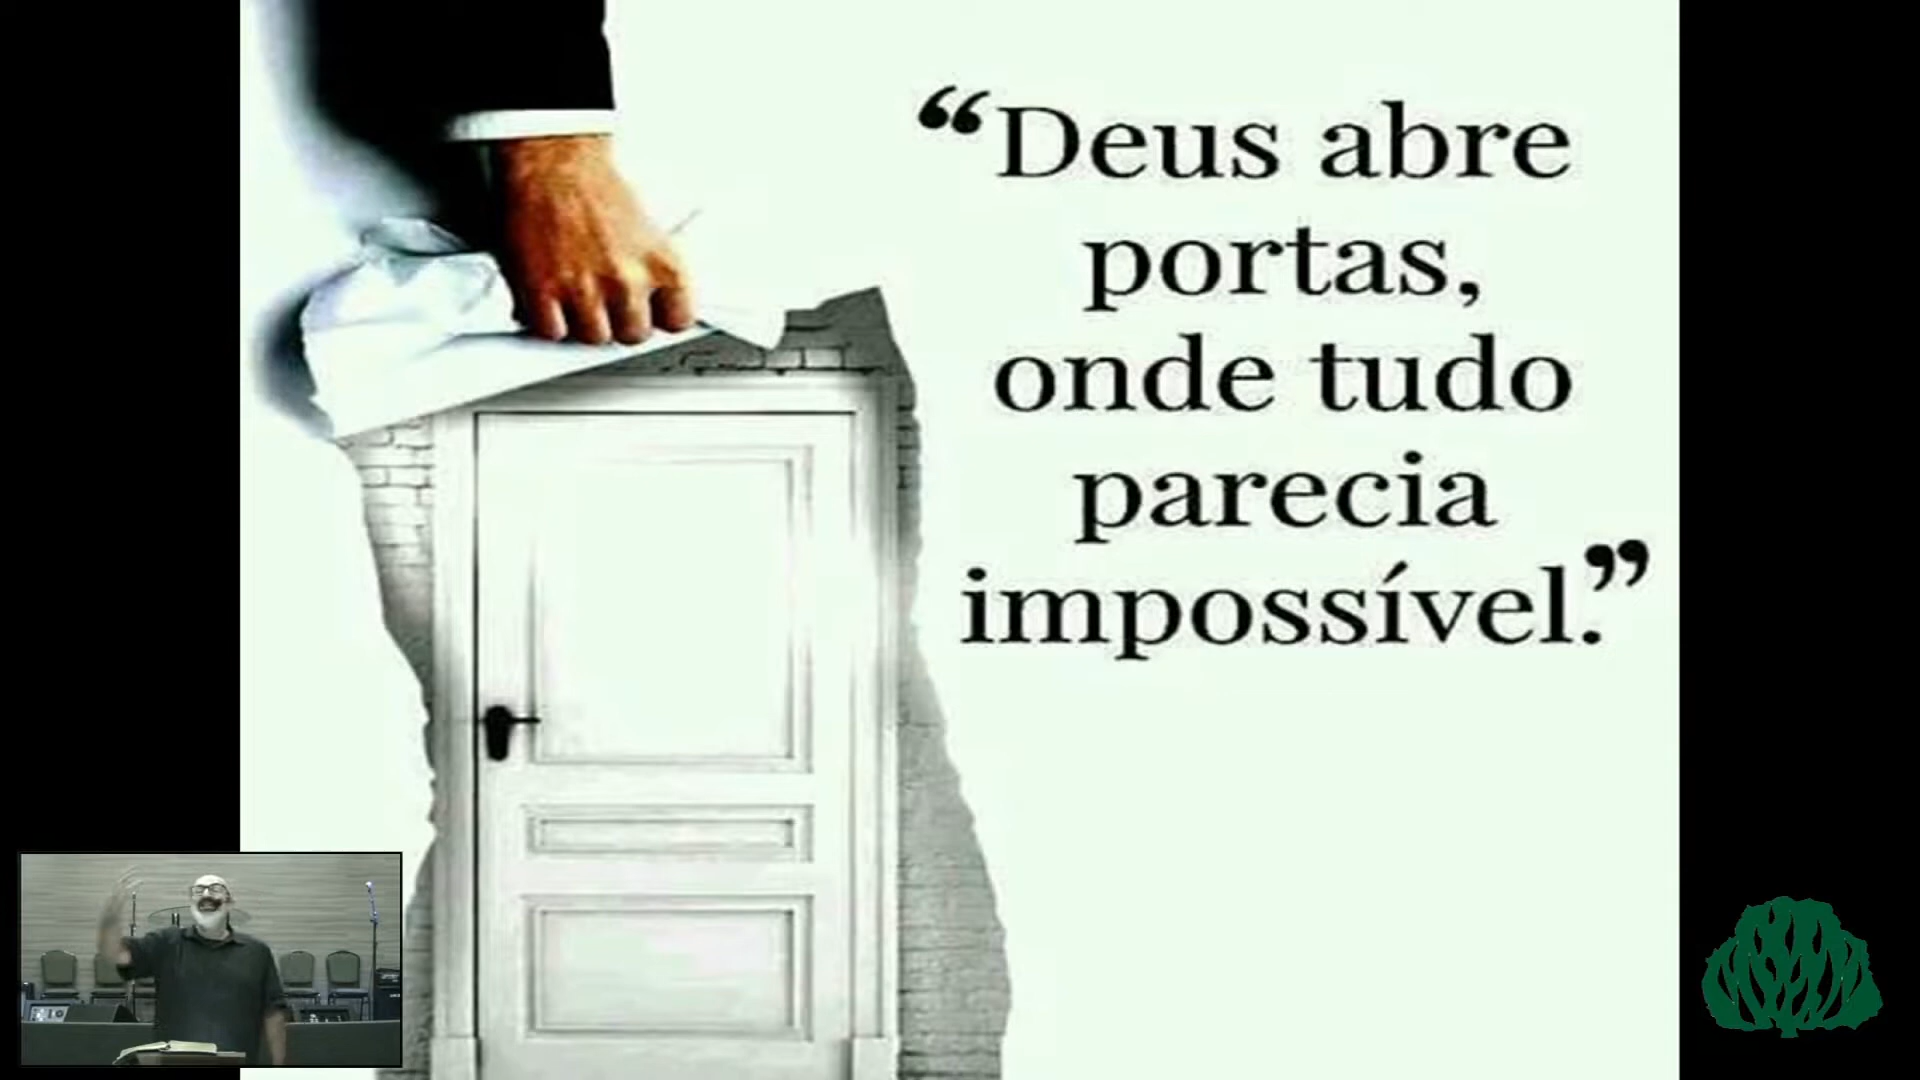 “Deus abre
portas,
onde tudo
parecia
impossível.”